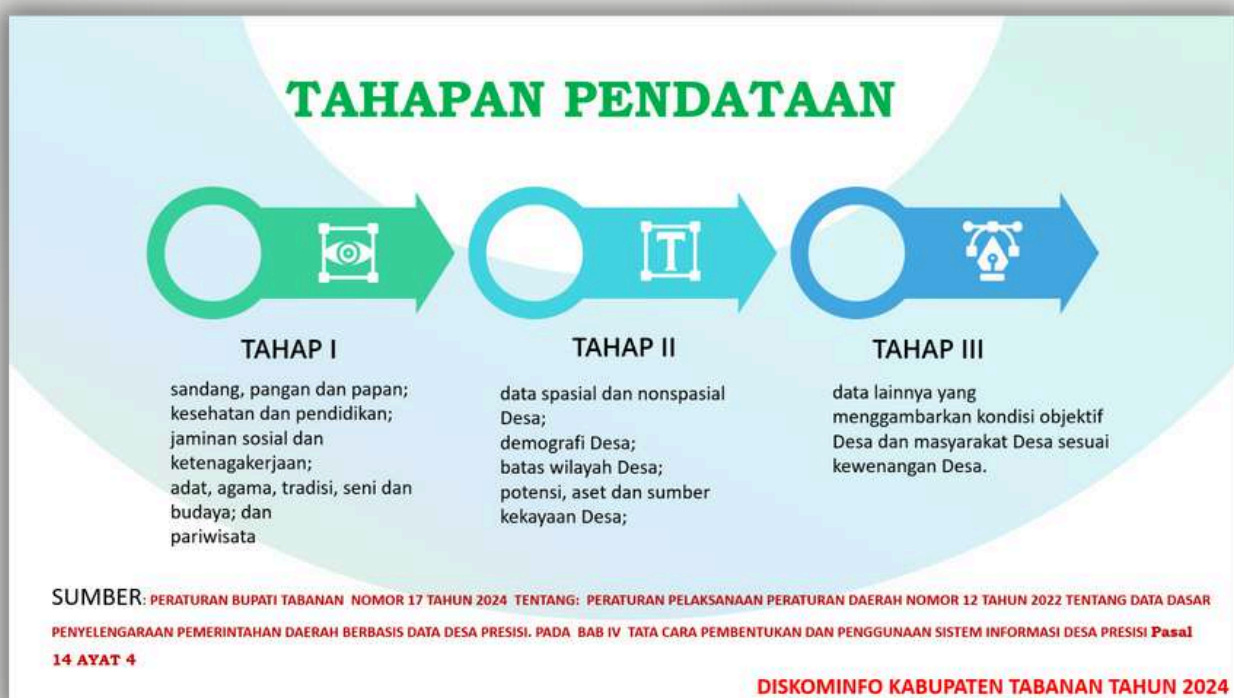 TAHAPAN PENDATAAN
T
TAHAP I
sandang, pangan dan papan;
kesehatan dan pendidikan;
jaminan sosial dan
ketenagakerjaan;
adat, agama, tradisi, seni dan
budaya; dan
pariwisata
TAHAP II
data spasial dan nonspasial
Desa;
demografi Desa;
batas wilayah Desa;
potensi, aset dan sumber
kekayaan Desa;
TAHAP III
data lainnya yang
menggambarkan kondisi objektif
Desa dan masyarakat Desa sesuai
kewenangan Desa.
SUMBER: PERATURAN BUPATI TABANAN NOMOR 17 TAHUN 2024 TENTANG: PERATURAN PELAKSANAAN PERATURAN DAERAH NOMOR 12 TAHUN 2022 TENTANG DATA DASAR
PENYELENGARAAN PEMERINTAHAN DAERAH BERBASIS DATA DESA PRESISI. PADA BAB IV TATA CARA PEMBENTUKAN DAN PENGGUNAAN SISTEM INFORMASI DESA PRESISI Pasal
14 AYAT 4
DISKOMINFO KABUPATEN TABANAN TAHUN 2024